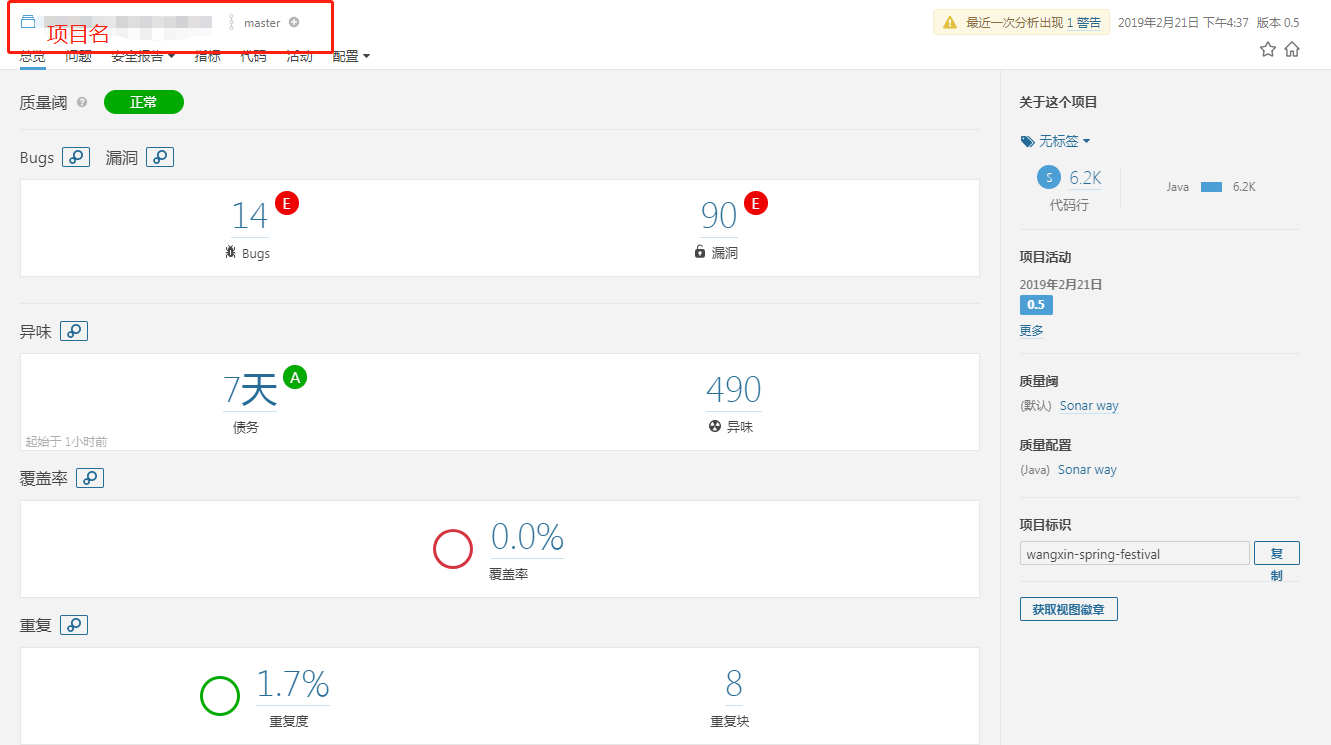 项目名
master
最近一次分析出现 1 警告 2019年2月21日 下午4:37 版本 0.5
总览 问题 安全报告 指标 代码 活动 配置
质量阈 ? 正常
Bugs 漏洞
14 E
Bugs
90 E
漏洞
异味
7天 A
债务
起始于 1小时前
490
异味
覆盖率
0.0%
覆盖率
重复
1.7%
重复度
8
重复块
关于这个项目
无标签
S 6.2K
代码行
Java 6.2K
项目活动
2019年2月21日
0.5
更多
质量阈
(默认) Sonar way
质量配置
(Java) Sonar way
项目标识
wangxin-spring-festival
复
制
获取视图徽章